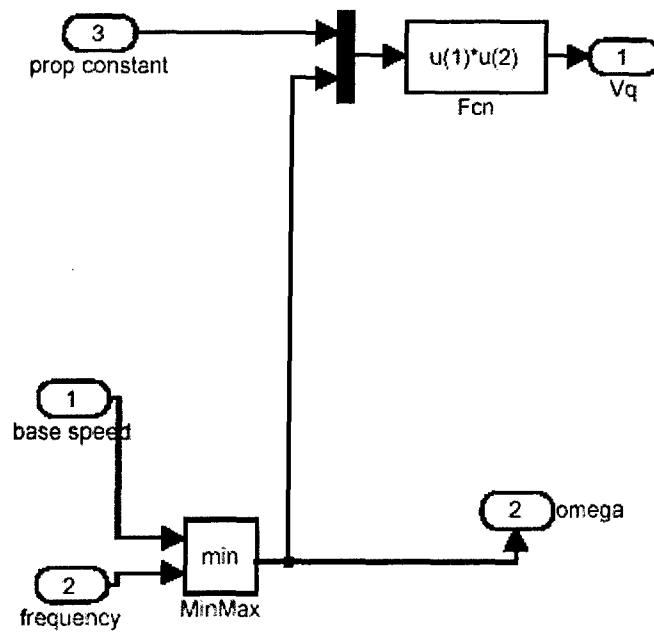 3
prop constant
u(1)*u(2)
Fcn
1
Vq
1
base speed
2
omega
min
MinMax
2
frequency